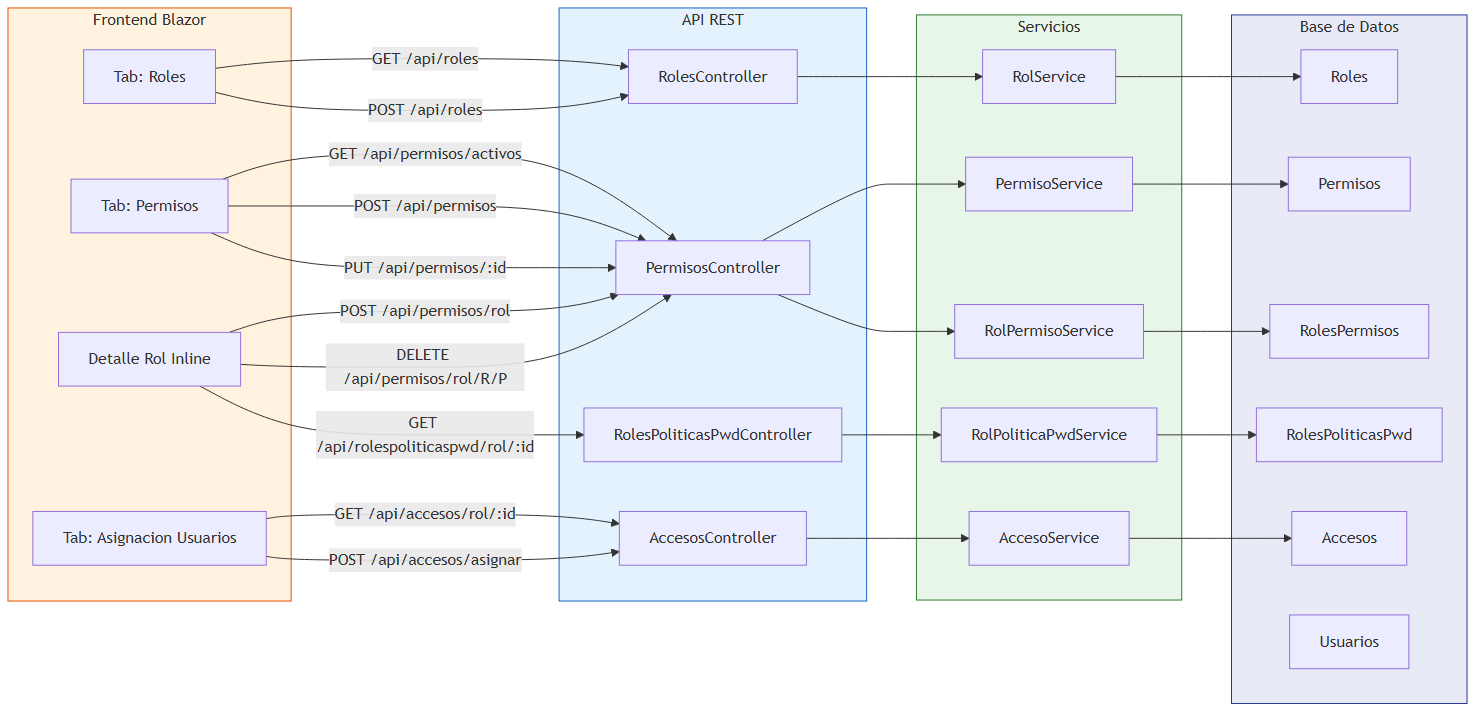 Frontend Blazor
Tab: Roles
Tab: Permisos
Detalle Rol Inline
Tab: Asignacion Usuarios
GET /api/roles
POST /api/roles
GET /api/permisos/activos
POST /api/permisos
PUT /api/permisos/:id
POST /api/permisos/rol
DELETE
/api/permisos/rol/R/P
GET
/api/rolespoliticaspwd/rol/:id
GET /api/accesos/rol/:id
POST /api/accesos/asignar
API REST
RolesController
PermisosController
RolesPoliticasPwdController
AccesosController
Servicios
RolService
PermisoService
RolPermisoService
RolPoliticaPwdService
AccesoService
Base de Datos
Roles
Permisos
RolesPermisos
RolesPoliticasPwd
Accesos
Usuarios